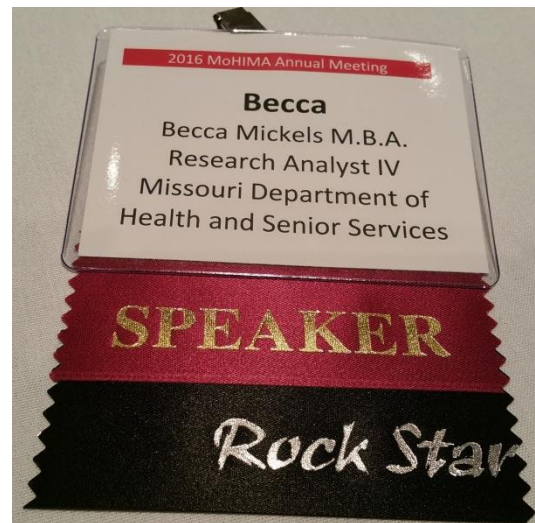 2016 MoHIMA Annual Meeting
Becca
Becca Mickels M.B.A.
Research Analyst IV
Missouri Department of
Health and Senior Services
SPEAKER
Rock Star